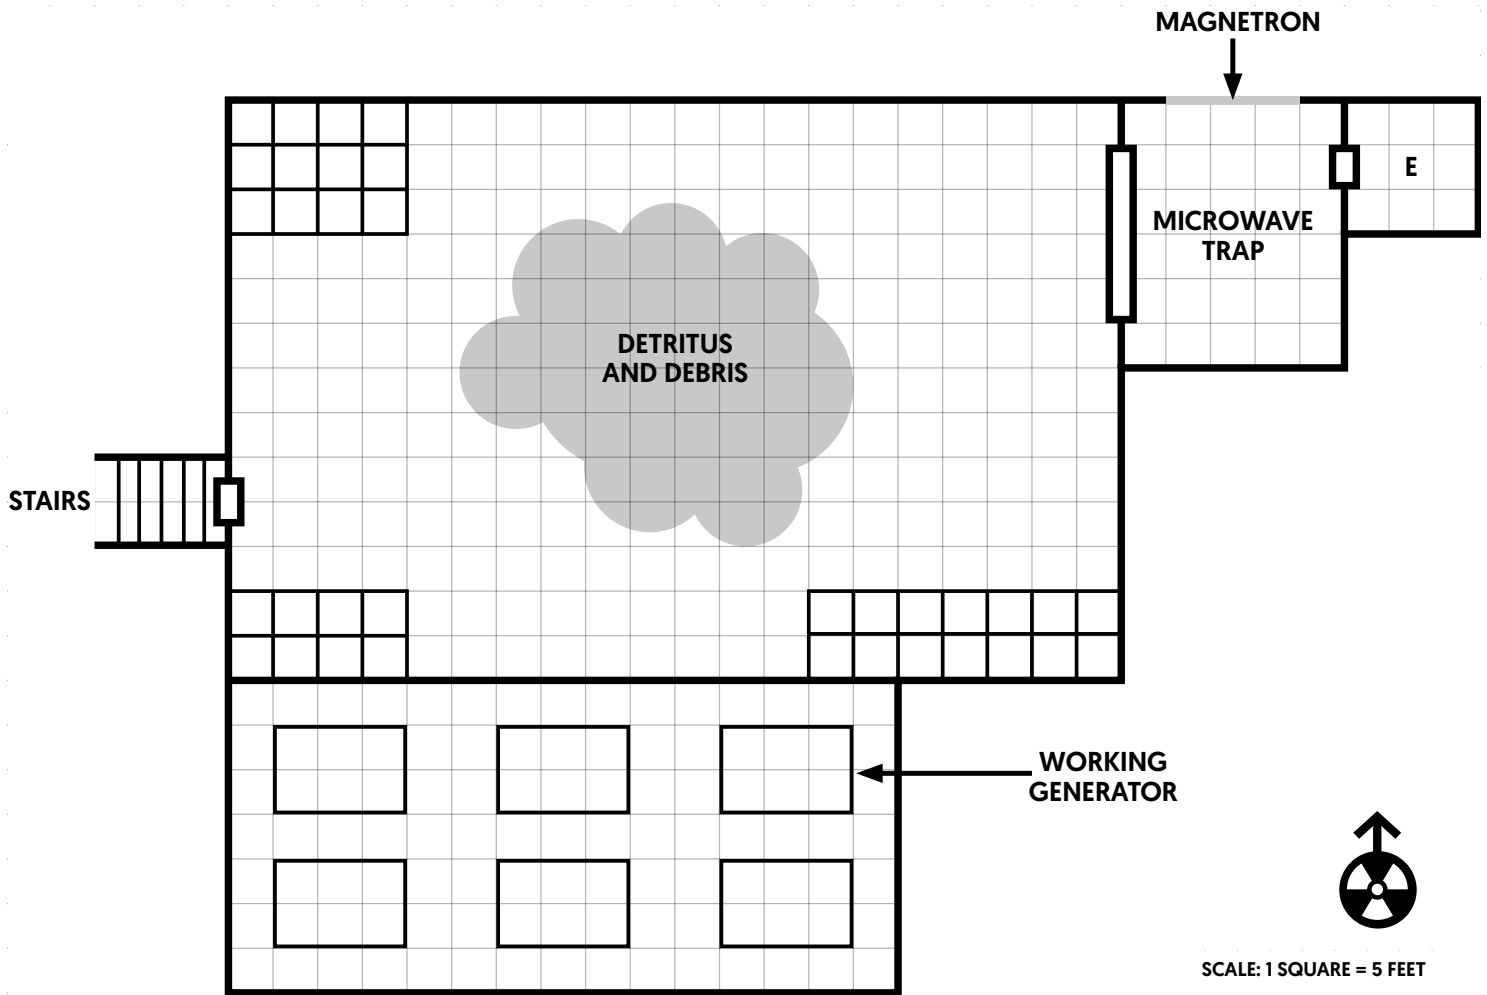 MAGNETRON
E
MICROWAVE
TRAP
DETRITUS
AND DEBRIS
STAIRS
WORKING
GENERATOR
SCALE: 1 SQUARE = 5 FEET